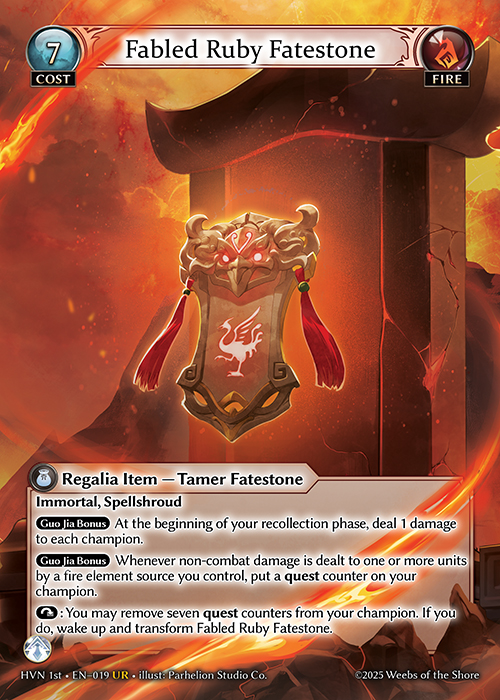 7
COST
Fabled Ruby Fatestone
FIRE
Regalia Item — Tamer Fatestone
Immortal, Spellshroud
Guo Jia Bonus At the beginning of your recollection phase, deal 1 damage
to each champion.
Guo Jia Bonus Whenever non-combat damage is dealt to one or more units
by a fire element source you control, put a quest counter on your
champion.
: You may remove seven quest counters from your champion. If you
do, wake up and transform Fabled Ruby Fatestone.
HVN 1st • EN–019 UR • illust: Parhelion Studio Co.
©2025 Weebs of the Shore